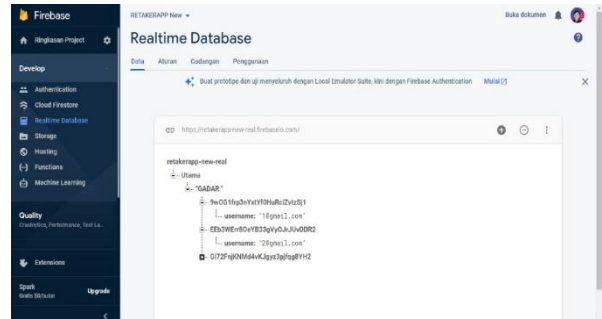 Firebase
RETAKERAPP New
Buka dokumen
Ringkasan Project
Realtime Database
Develop
Data Aturan Cadangan Penggunaan
Buat prototipe dan uji menyeluruh dengan Local Emulator Suite, kini dengan Firebase Authentication Mulai
Authentication
Cloud Firestore
Realtime Database
Storage
Hosting
Functions
Machine Learning
https://retakerapp-new-real.firebaseio.com/
retakerapp-new-real
Utama
"GADAR"
username: "1@gmail.com"
username: "2@gmail.com"
Quality
Crashlytics, Performance, Test La...
Extensions
Spark
Gratis $0/bulan
Upgrade